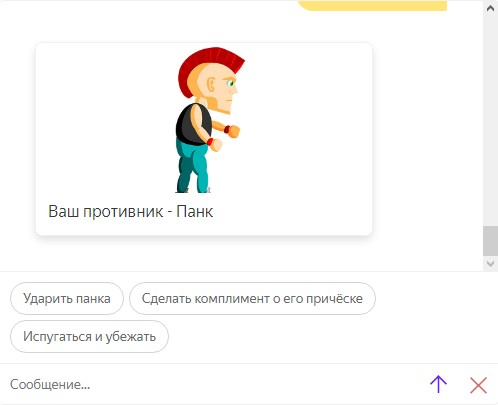 Ваш противник - Панк
Ударить панка
Сделать комплимент о его причёске
Испугаться и убежать
Сообщение...